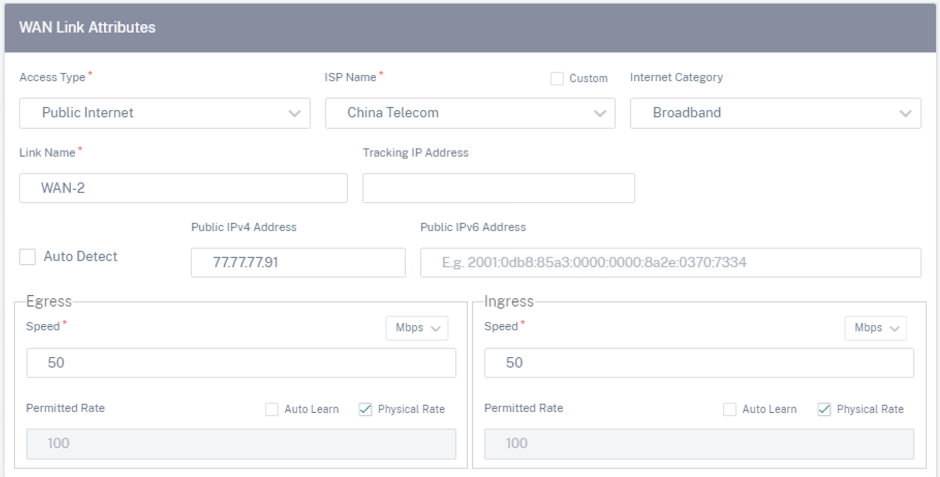 WAN Link Attributes
Access Type * ISP Name * Custom Internet Category
Public Internet China Telecom Broadband
Link Name * Tracking IP Address
WAN-2
Public IPv4 Address Public IPv6 Address
Auto Detect 77.77.77.91 E.g. 2001:0db8:85a3:0000:0000:8a2e:0370:7334
Egress Ingress
Speed * Mbps Speed * Mbps
50 50
Permitted Rate Auto Learn Physical Rate Permitted Rate Auto Learn Physical Rate
100 100